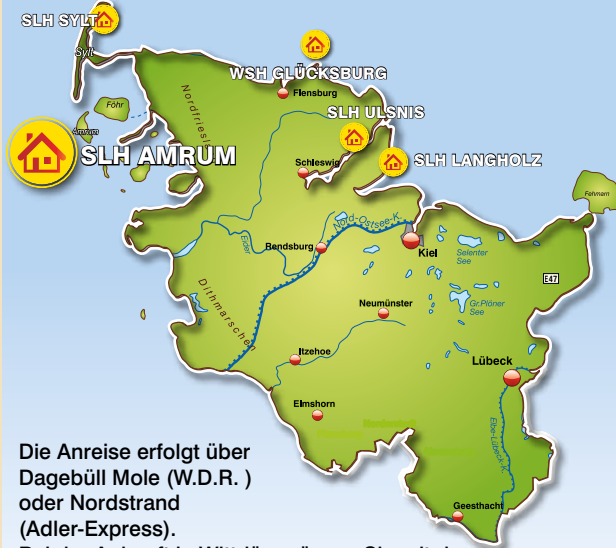 SLH SYLT
Sylt
WSH GLÜCKSBURG
Flensburg
Föhr
SLH ULSNIS
Amrum
SLH AMRUM
Schleswig
SLH LANGHOLZ
Fehmarn
Nord-Ostsee-K.
Eider
Rendsburg
Kiel
Selenter
See
E47
Dithmarschen
Neumünster
Gr.Plöner
See
Itzehoe
Lübeck
Elmshorn
Elbe-Lübeck-K.
Geesthacht
Die Anreise erfolgt über
Dagebüll Mole (W.D.R. )
oder Nordstrand
(Adler-Express).